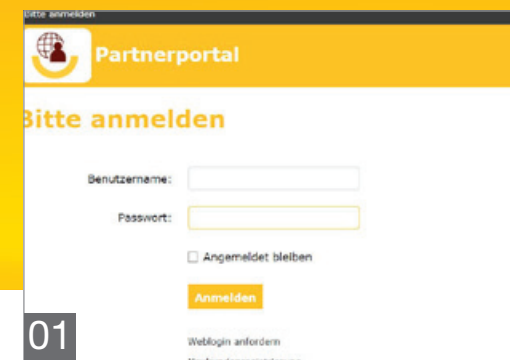 Bitte anmelden
Partnerportal
Bitte anmelden
Benutzername:
Passwort:
Angemeldet bleiben
Anmelden
Weblogin anfordern
01